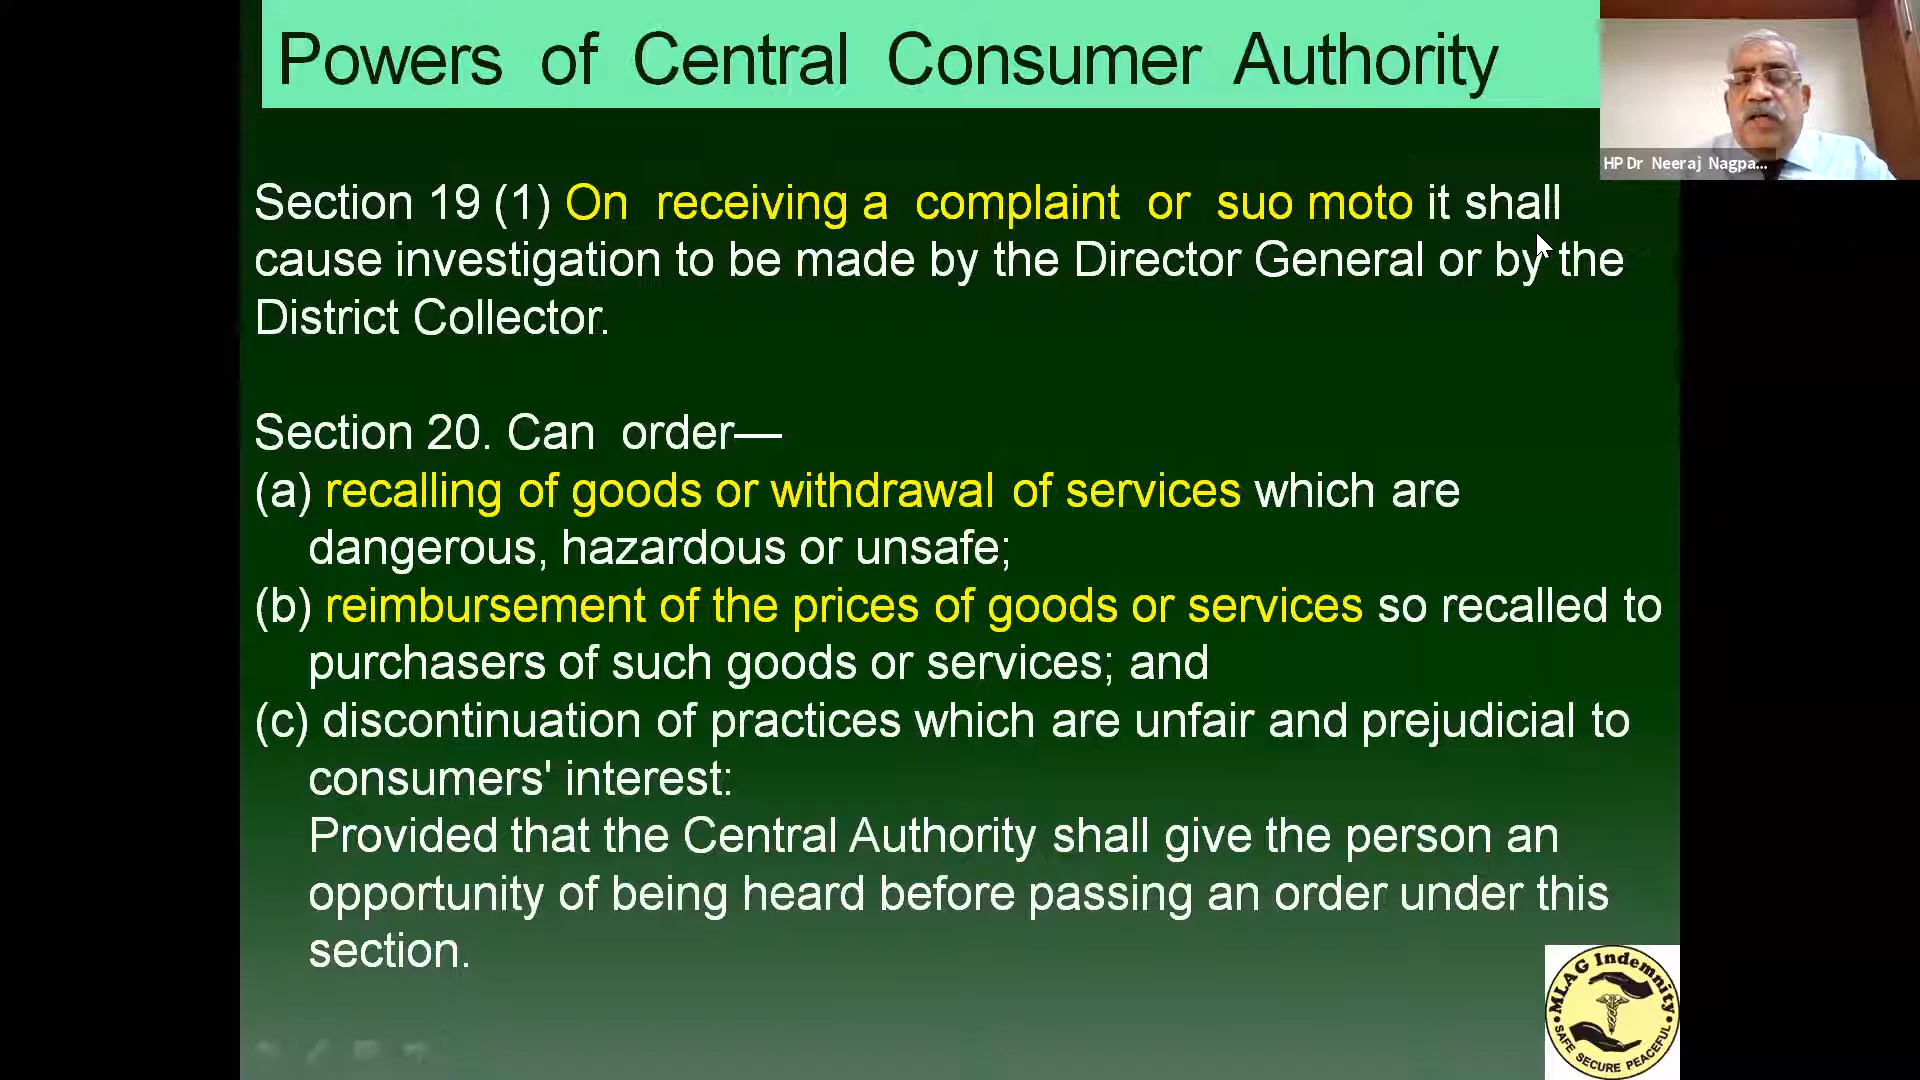 Powers of Central Consumer Authority
HP Dr Neeraj Nagpa...
Section 19 (1) On receiving a complaint or suo moto it shall
cause investigation to be made by the Director General or by the
District Collector.
Section 20. Can order—
(a) recalling of goods or withdrawal of services which are
dangerous, hazardous or unsafe;
(b) reimbursement of the prices of goods or services so recalled to
purchasers of such goods or services; and
(c) discontinuation of practices which are unfair and prejudicial to
consumers' interest:
Provided that the Central Authority shall give the person an
opportunity of being heard before passing an order under this
section.
MLAG Indemnity
SAFE SECURE PEACEFUL